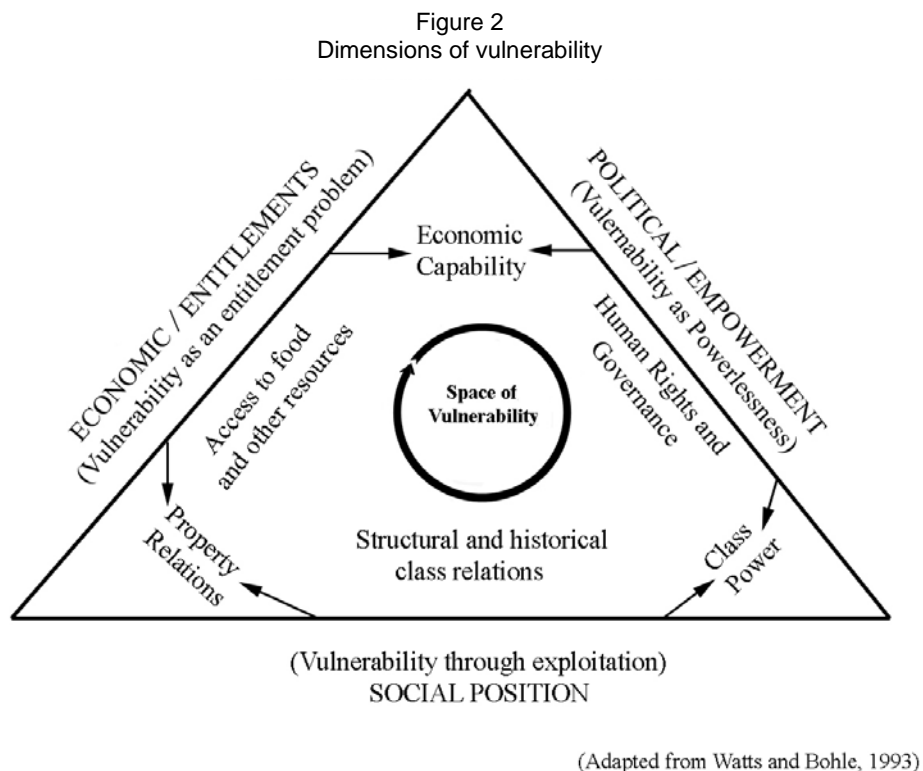 Figure 2
Dimensions of vulnerability
ECONOMIC / ENTITLEMENTS
(Vulnerability as an entitlement problem)
POLITICAL / EMPOWERMENT
(Vulernability as Powerlessness)
Economic
Capability
Access to food
and other resources
Human Rights and
Governance
Space of
Vulnerability
Property
Relations
Structural and historical
class relations
Class
Power
(Vulnerability through exploitation)
SOCIAL POSITION
(Adapted from Watts and Bohle, 1993)